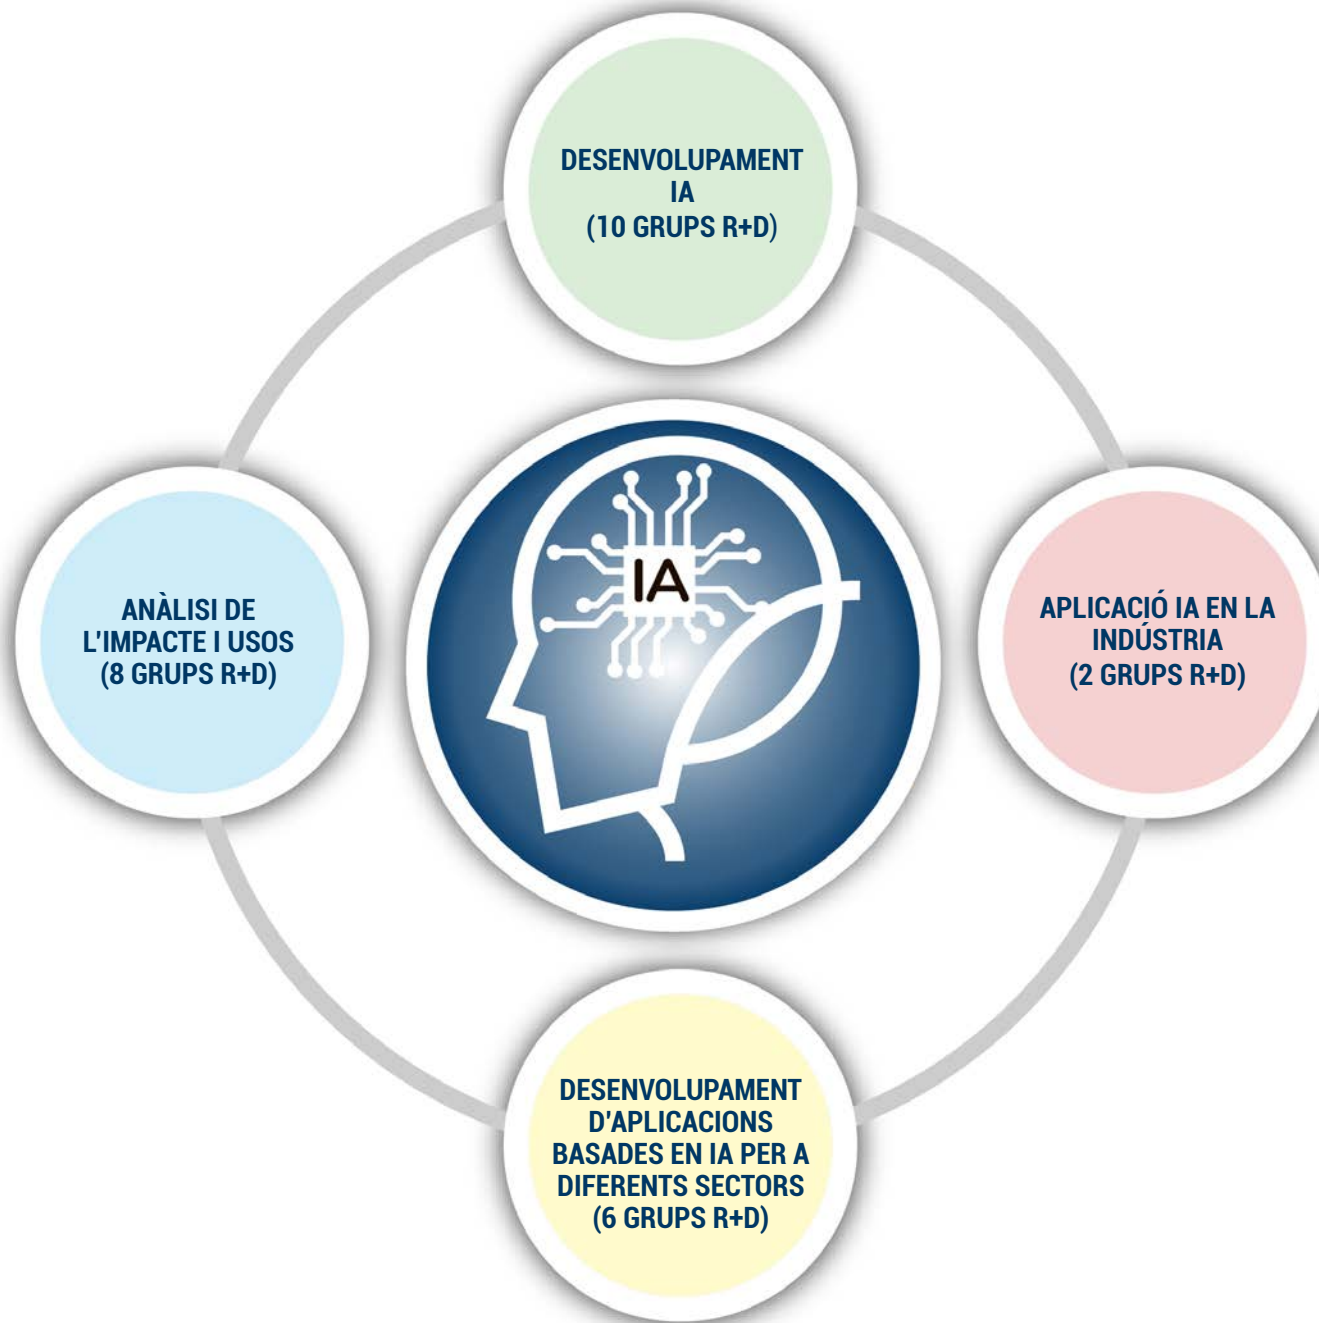 DESENVOLUPAMENT
IA
(10 GRUPS R+D)
ANÀLISI DE
L'IMPACTE I USOS
(8 GRUPS R+D)
IA
APLICACIÓ IA EN LA
INDÚSTRIA
(2 GRUPS R+D)
DESENVOLUPAMENT
D'APLICACIONS
BASADES EN IA PER A
DIFERENTS SECTORS
(6 GRUPS R+D)